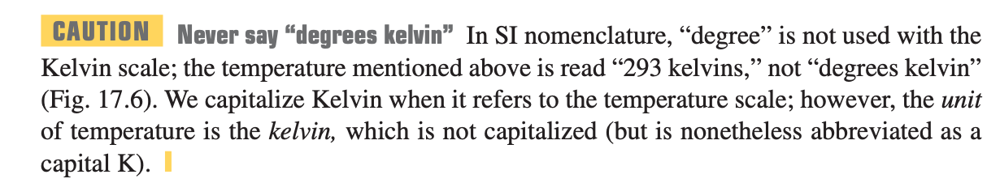 CAUTION Never say “degrees kelvin” In SI nomenclature, “degree” is not used with the
Kelvin scale; the temperature mentioned above is read “293 kelvins,” not “degrees kelvin”
(Fig. 17.6). We capitalize Kelvin when it refers to the temperature scale; however, the unit
of temperature is the kelvin, which is not capitalized (but is nonetheless abbreviated as a
capital K).